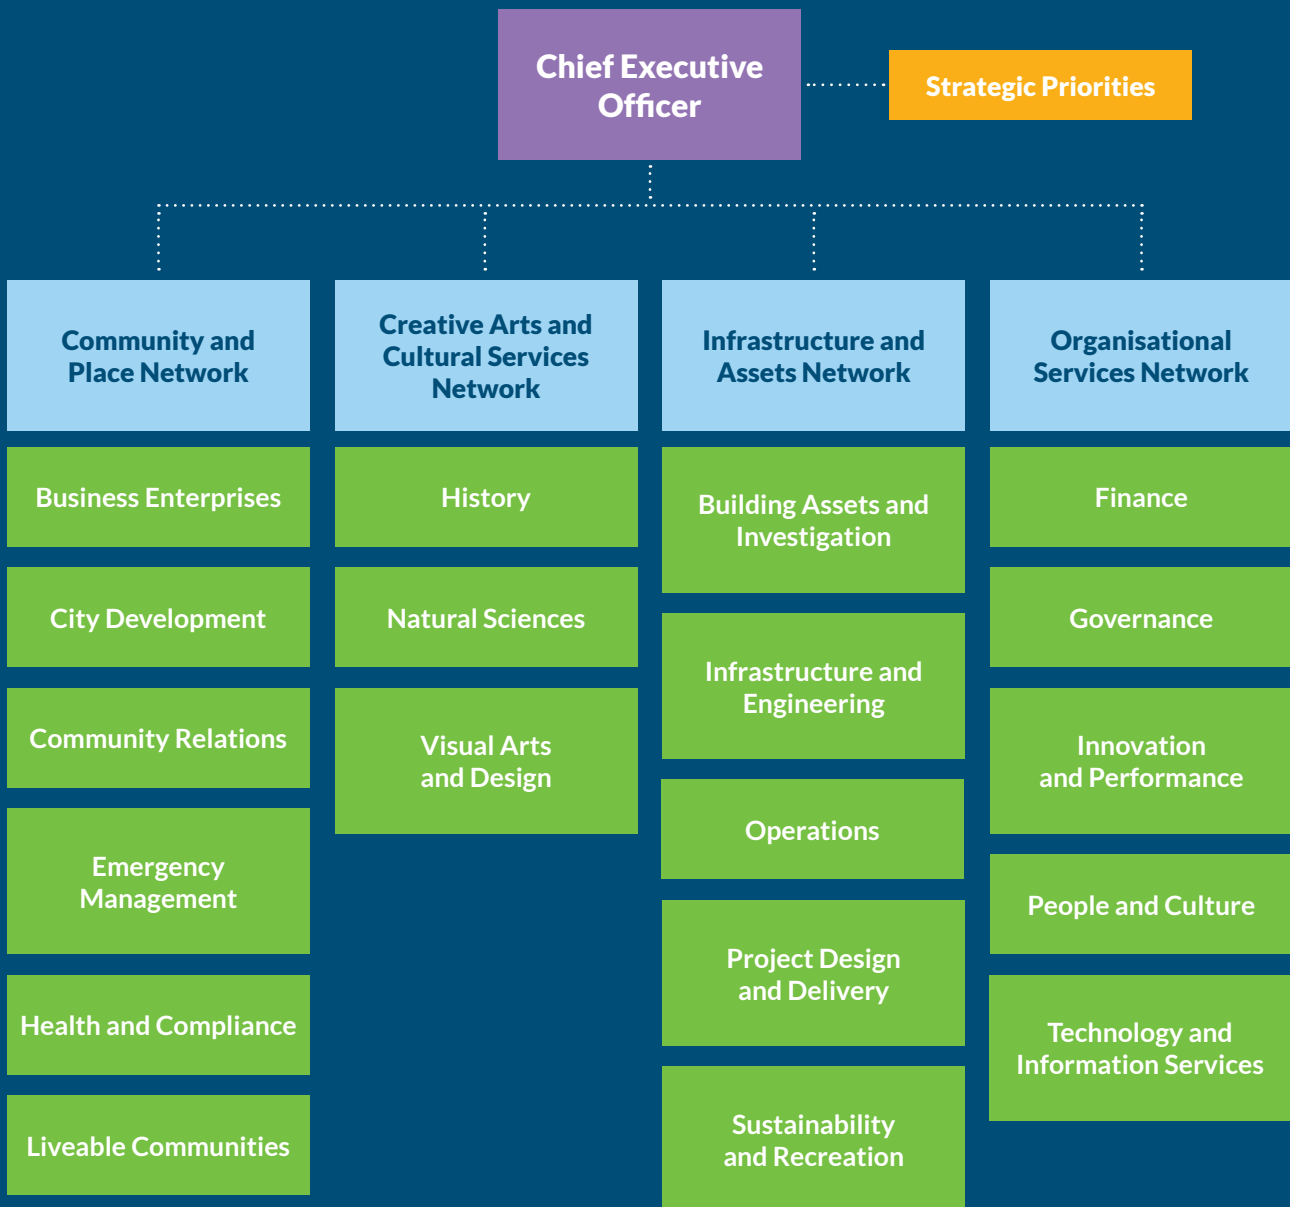 Chief Executive
Officer
Strategic Priorities
Community and
Place Network
Business Enterprises
City Development
Community Relations
Emergency
Management
Health and Compliance
Liveable Communities
Creative Arts and
Cultural Services
Network
History
Natural Sciences
Visual Arts
and Design
Infrastructure and
Assets Network
Building Assets and
Investigation
Infrastructure and
Engineering
Operations
Project Design
and Delivery
Sustainability
and Recreation
Organisational
Services Network
Finance
Governance
Innovation
and Performance
People and Culture
Technology and
Information Services